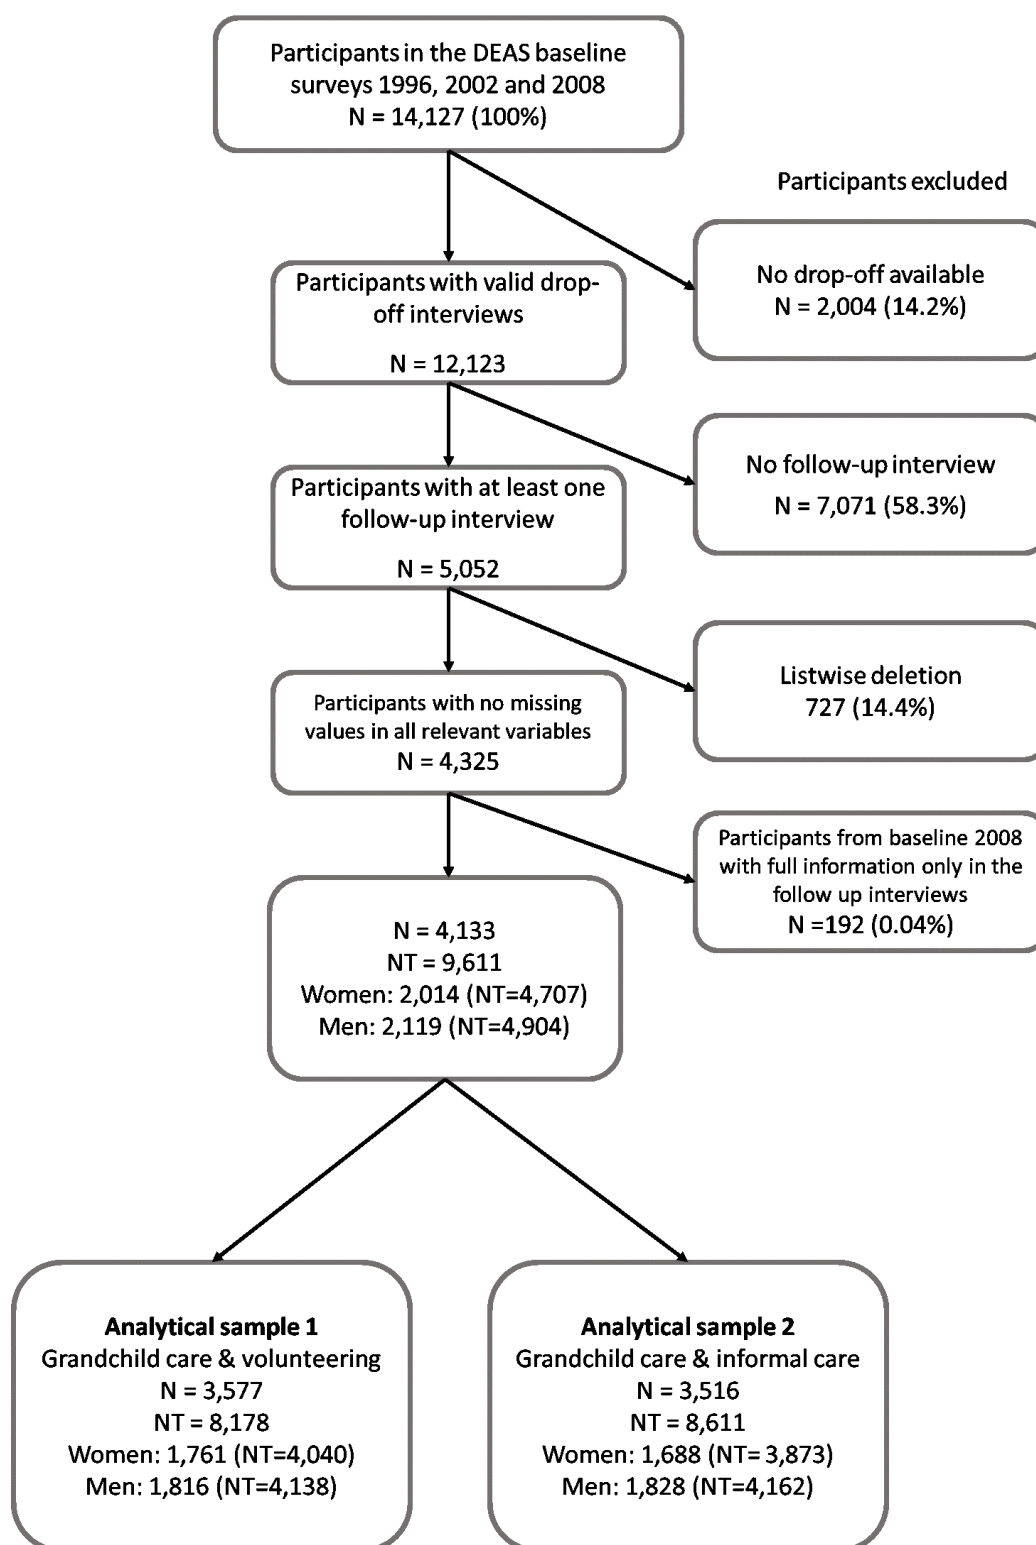 Participants in the DEAS baseline
surveys 1996, 2002 and 2008
N = 14,127 (100%)
Participants excluded
No drop-off available
N = 2,004 (14.2%)
Participants with valid drop-
off interviews
N = 12,123
No follow-up interview
N = 7,071 (58.3%)
Participants with at least one
follow-up interview
N = 5,052
Listwise deletion
727 (14.4%)
Participants with no missing
values in all relevant variables
N = 4,325
Participants from baseline 2008
with full information only in the
follow up interviews
N =192 (0.04%)
N = 4,133
NT = 9,611
Women: 2,014 (NT=4,707)
Men: 2,119 (NT=4,904)
Analytical sample 1
Grandchild care & volunteering
N = 3,577
NT = 8,178
Women: 1,761 (NT=4,040)
Men: 1,816 (NT=4,138)
Analytical sample 2
Grandchild care & informal care
N = 3,516
NT = 8,611
Women: 1,688 (NT= 3,873)
Men: 1,828 (NT=4,162)